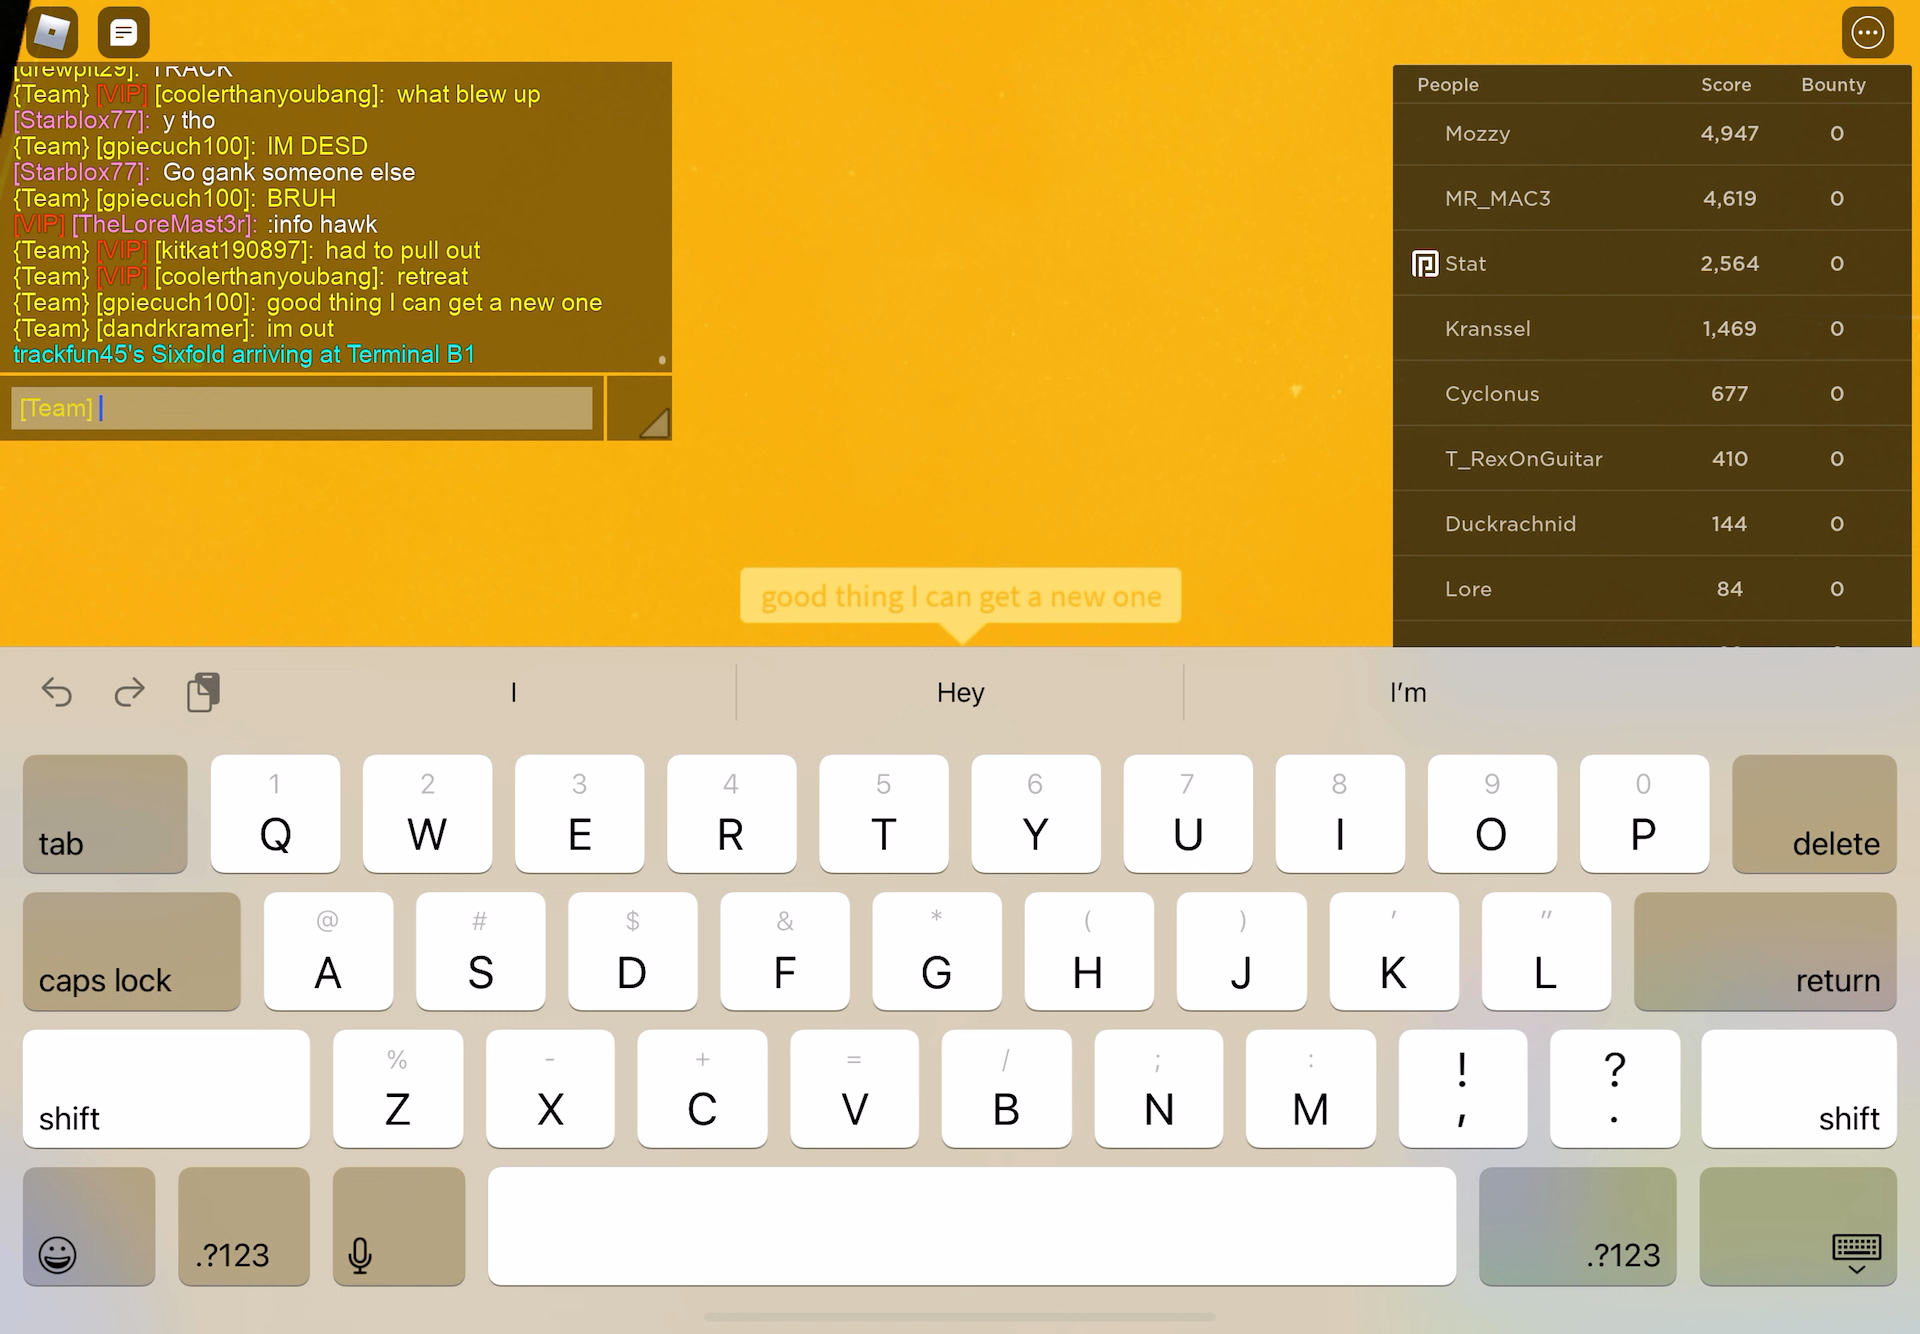 [drewpit29]: TRACK
{Team} [VIP] [coolerthanyoubang]: what blew up
[Starblox77]: y tho
{Team} [gpiecuch100]: IM DESD
[Starblox77]: Go gank someone else
{Team} [gpiecuch100]: BRUH
[VIP] [TheLoreMast3r]: :info hawk
{Team} [VIP] [kitkat190897]: had to pull out
{Team} [VIP] [coolerthanyoubang]: retreat
{Team} [gpiecuch100]: good thing I can get a new one
{Team} [dandrkramer]: im out
trackfun45's Sixfold arriving at Terminal B1
[Team]
People Score Bounty
Mozzy 4,947 0
MR_MAC3 4,619 0
Stat 2,564 0
Kranssel 1,469 0
Cyclonus 677 0
T_RexOnGuitar 410 0
Duckrachnid 144 0
Lore 84 0
good thing I can get a new one
I Hey I'm
1 2 3 4 5 6 7 8 9 0
tab Q W E R T Y U I O P delete
@ # $ & * ( ) ' "
caps lock A S D F G H J K L return
% - + = / ; : ! ?
shift Z X C V B N M , . shift
.?123 .?123